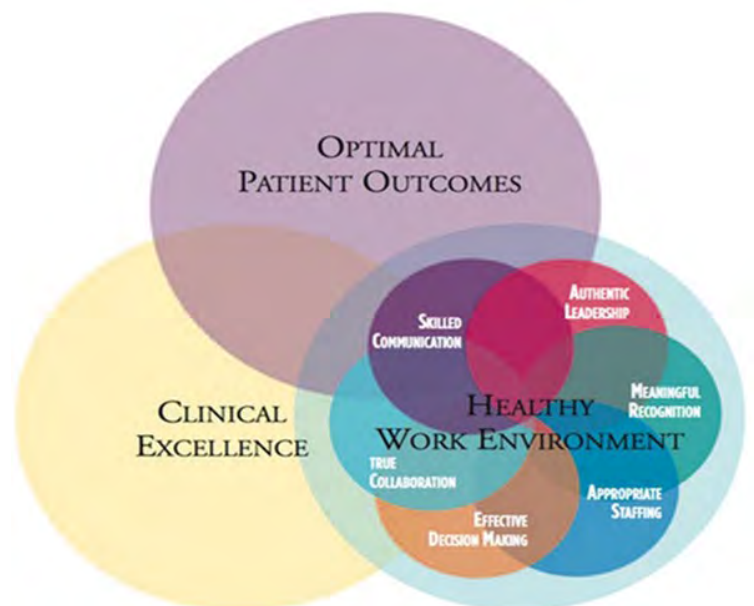 OPTIMAL
PATIENT OUTCOMES
SKILLED
COMMUNICATION
AUTHENTIC
LEADERSHIP
MEANINGFUL
RECOGNITION
CLINICAL
EXCELLENCE
HEALTHY
WORK ENVIRONMENT
TRUE
COLLABORATION
APPROPRIATE
STAFFING
EFFECTIVE
DECISION MAKING